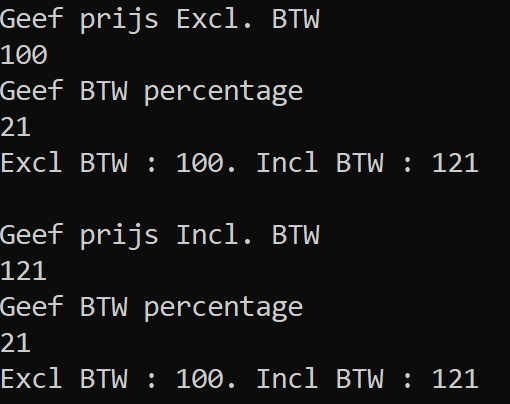 Geef prijs Excl. BTW
100
Geef BTW percentage
21
Excl BTW : 100. Incl BTW : 121
Geef prijs Incl. BTW
121
Geef BTW percentage
21
Excl BTW : 100. Incl BTW : 121